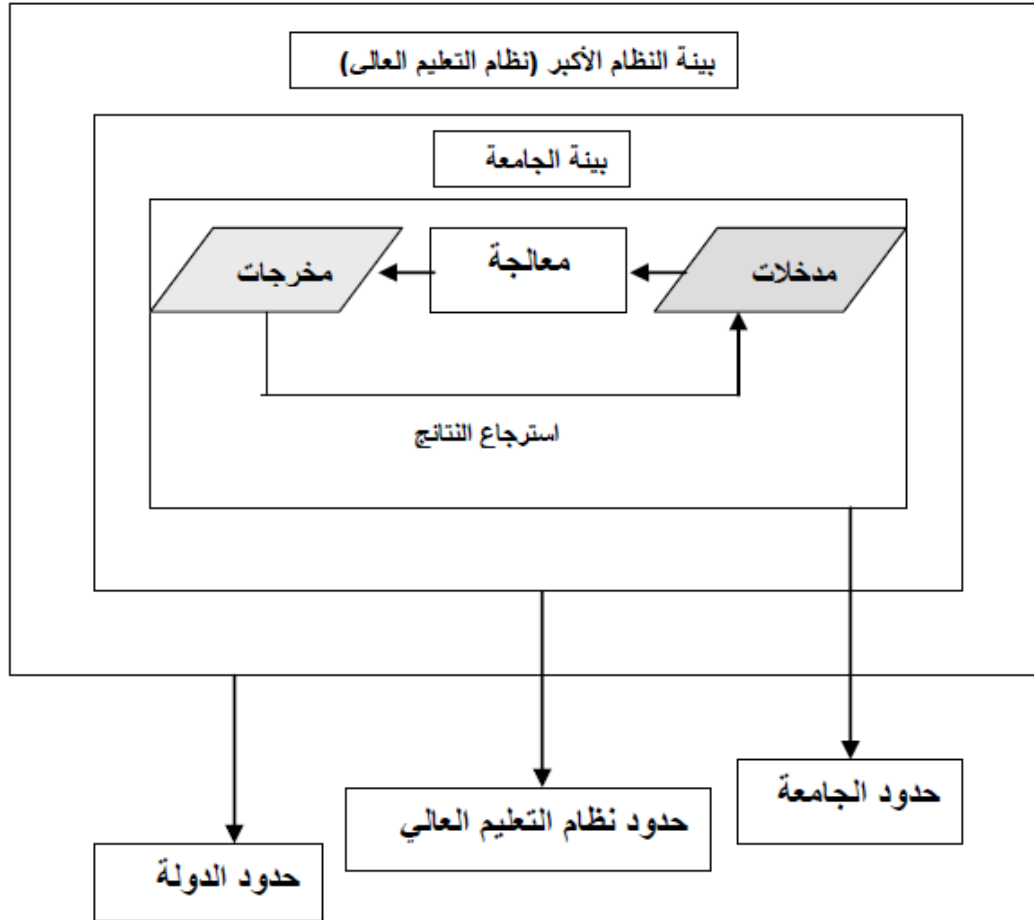 بيئة النظام الأكبر (نظام التعليم العالى)
بيئة الجامعة
مدخلات
معالجة
مخرجات
استرجاع النتائج
حدود الجامعة
حدود نظام التعليم العالي
حدود الدولة